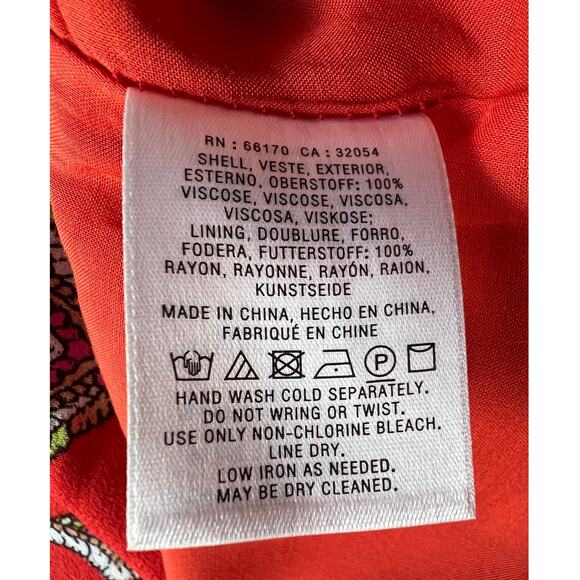 RN : 66170 CA : 32054
SHELL, VESTE, EXTERIOR,
ESTERNO, OBERSTOFF: 100%
VISCOSE, VISCOSE, VISCOSA,
VISCOSA, VISKOSE;
LINING, DOUBLURE, FORRO,
FODERA, FUTTERSTOFF: 100%
RAYON, RAYONNE, RAYÓN, RAION,
KUNSTSEIDE
MADE IN CHINA, HECHO EN CHINA,
FABRIQUÉ EN CHINE
P
HAND WASH COLD SEPARATELY.
DO NOT WRING OR TWIST.
USE ONLY NON-CHLORINE BLEACH.
LINE DRY.
LOW IRON AS NEEDED.
MAY BE DRY CLEANED.